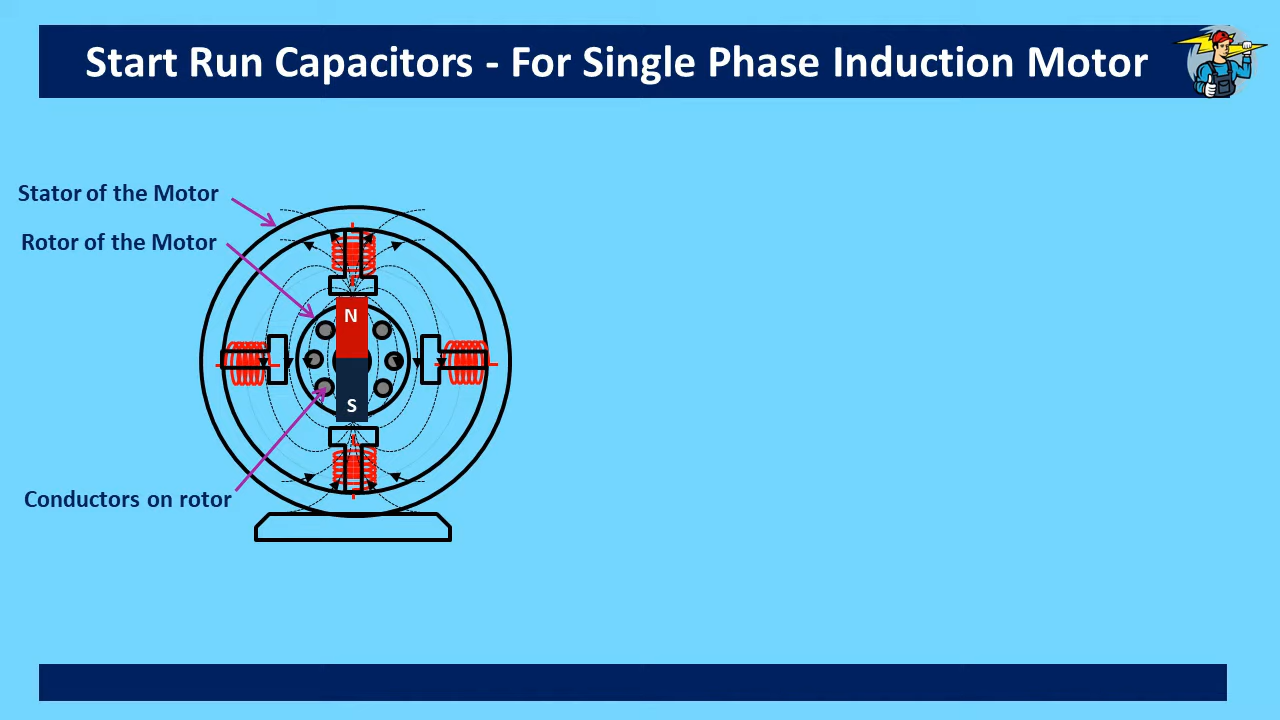 Start Run Capacitors - For Single Phase Induction Motor
Stator of the Motor
Rotor of the Motor
N
S
Conductors on rotor